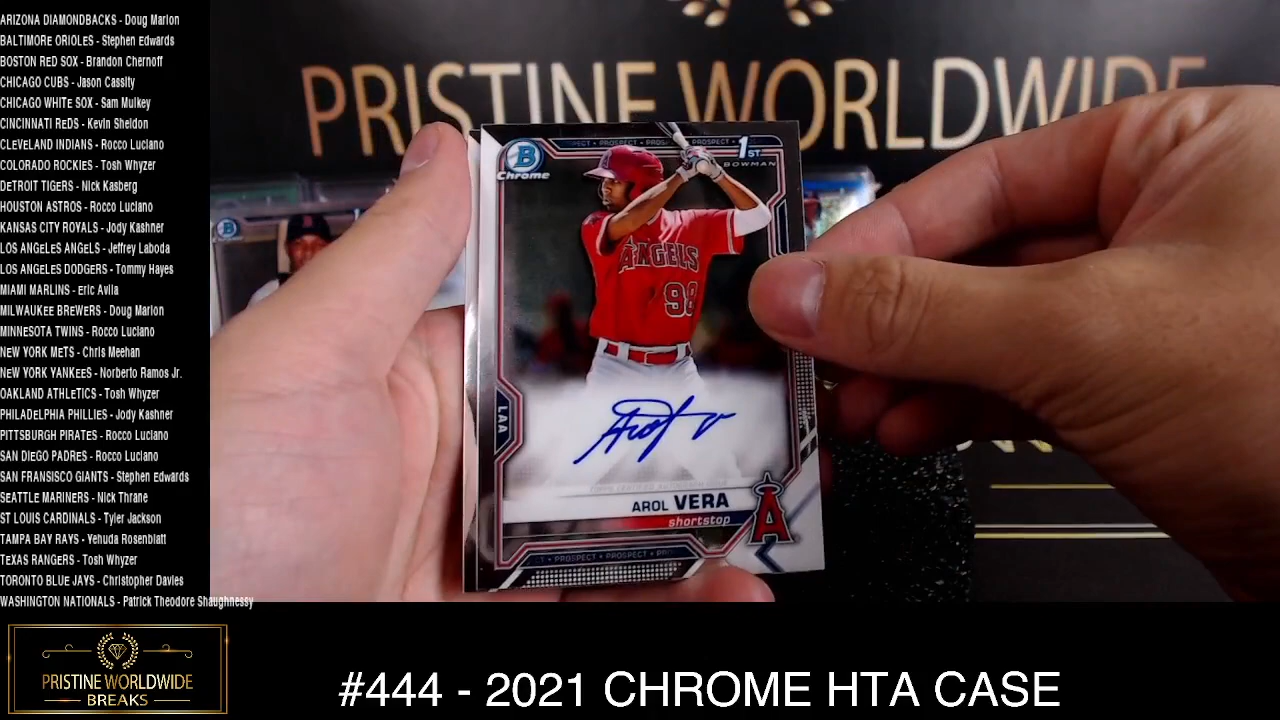 ARIZONA DIAMONDBACKS - Doug Marion
BALTIMORE ORIOLES - Stephen Edwards
BOSTON ReD SOX - Brandon Chernoff
CHICAGO CUBS - Jason Cassity
CHICAGO WHITE SOX - Sam Mulkey
CINCINNATI ReDS - Kevin Sheldon
CLEVELAND INDIANS - Rocco Luciano
COLORADO ROCKIES - Tosh Whyzer
DeTROIT TIGERS - Nick Kasberg
HOUSTON ASTROS - Rocco Luciano
KANSAS CITY ROYALS - Jody Kashner
LOS ANGELeS ANGELS - Jeffrey Laboda
LOS ANGELeS DODGeRS - Tommy Hayes
MIAMI MARLINS - Eric Avila
MILWAUKee BReWERS - Doug Marion
MINNeSOTA TWINS - Rocco Luciano
NeW YORK MeTS - Chris Meehan
NeW YORK YANKeeS - Norberto Ramos Jr.
OAKLAND ATHLeTICS - Tosh Whyzer
PHILADeLPHIA PHILLIES - Jody Kashner
PITTSBURGH PIRATeS - Rocco Luciano
SAN DIeGO PADReS - Rocco Luciano
SAN FRANSISCO GIANTS - Stephen Edwards
SEATTLe MARINERS - Nick Thrane
ST LOUIS CARDINALS - Tyler Jackson
TAMPA BAY RAYS - Yehuda Rosenblatt
TeXAS RANGeRS - Tosh Whyzer
TORONTO BLUe JAYS - Christopher Davies
WASHINGTON NATIONALS - Patrick Theodore Shaughnessy
PRISTINE WORLDWIDE
B
Chrome
PROSPECT • PROSPECT
1ST
BOWMAN
ANGELS
98
LAA
AROL VERA
shortstop
A
PROSPECT • PROSPECT
B
PRISTINE WORLDWIDE
BREAKS
#444 - 2021 CHROME HTA CASE